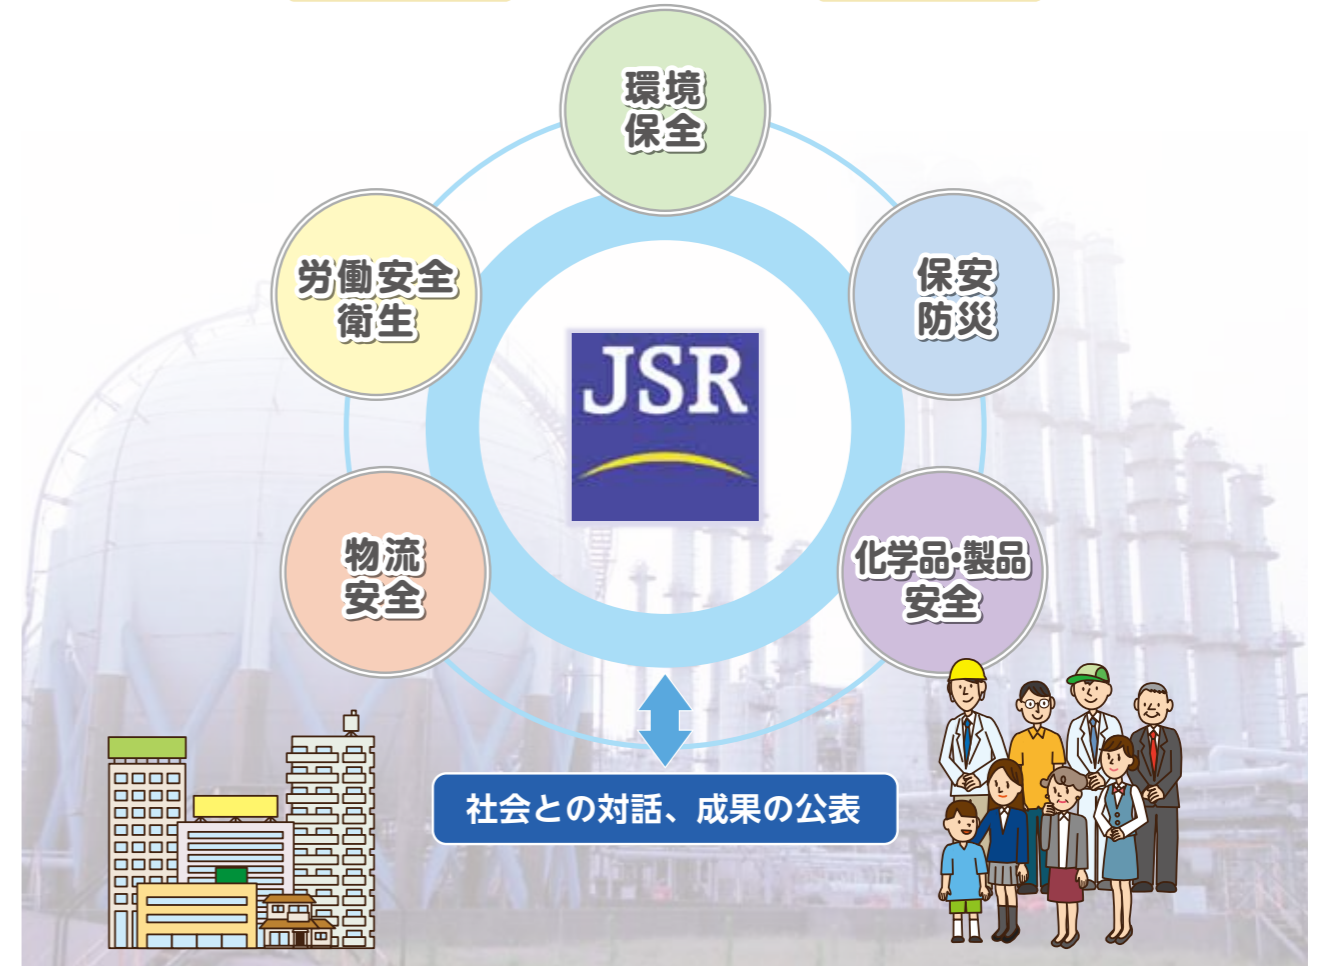 環境
保全
労働安全
衛生
保安
防災
JSR
物流
安全
化学品・製品
安全
社会との対話、成果の公表